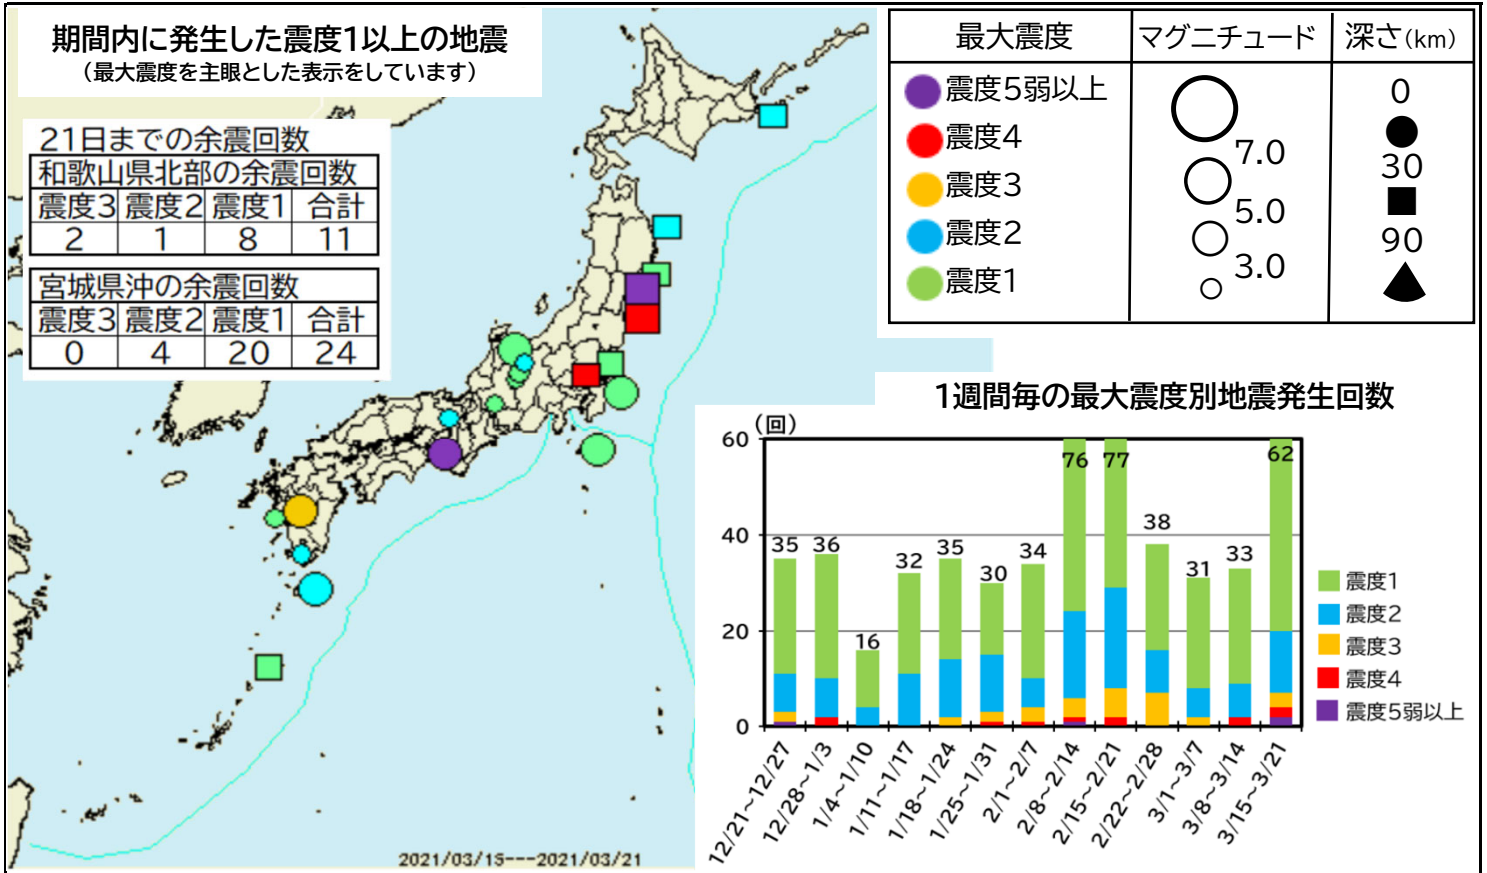 期間内に発生した震度1以上の地震
(最大震度を主眼とした表示をしています)
21日までの余震回数
和歌山県北部の余震回数
震度3 震度2 震度1 合計
2 1 8 11
宮城県沖の余震回数
震度3 震度2 震度1 合計
0 4 20 24
2021/03/15---2021/03/21
最大震度 マグニチュード 深さ(km)
震度5弱以上
震度4
震度3
震度2
震度1
7.0
5.0
3.0
0
30
90
1週間毎の最大震度別地震発生回数
(回)
60
40
20
0
35 36 16 32 35 30 34 76 77 38 31 33 62
12/21~12/27
12/28~1/3
1/4~1/10
1/11~1/17
1/18~1/24
1/25~1/31
2/1~2/7
2/8~2/14
2/15~2/21
2/22~2/28
3/1~3/7
3/8~3/14
3/15~3/21
震度1
震度2
震度3
震度4
震度5弱以上